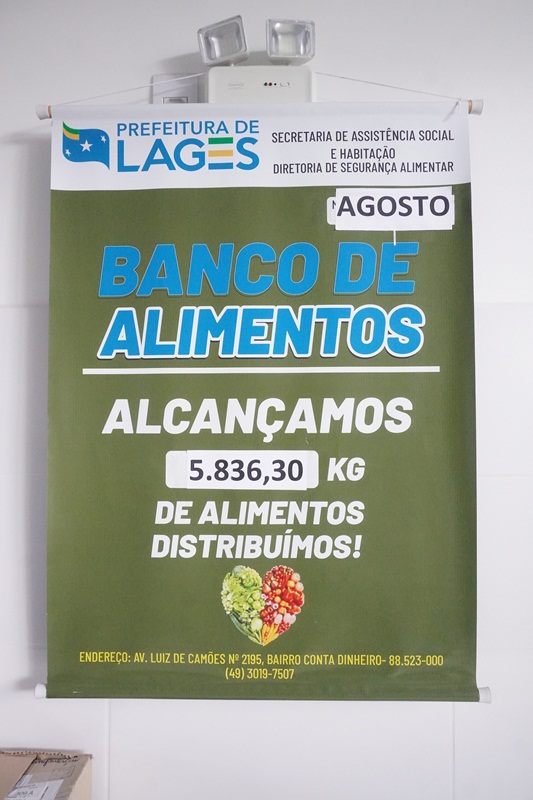 PREFEITURA DE
LAGES
SECRETARIA DE ASSISTÊNCIA SOCIAL
E HABITAÇÃO
DIRETORIA DE SEGURANÇA ALIMENTAR
AGOSTO
BANCO DE
ALIMENTOS
ALCANÇAMOS
5.836,30 KG
DE ALIMENTOS
DISTRIBUÍMOS!
ENDEREÇO: AV. LUIZ DE CAMÕES Nº 2195, BAIRRO CONTA DINHEIRO- 88.523-000
(49) 3019-7507